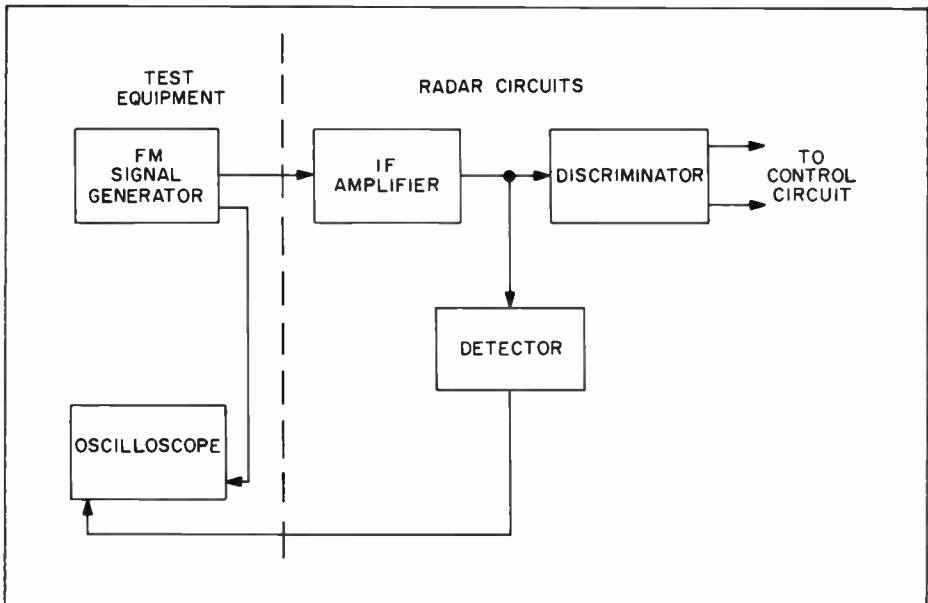 TEST
EQUIPMENT
RADAR CIRCUITS
FM
SIGNAL
GENERATOR
IF
AMPLIFIER
DISCRIMINATOR
TO
CONTROL
CIRCUIT
DETECTOR
OSCILLOSCOPE